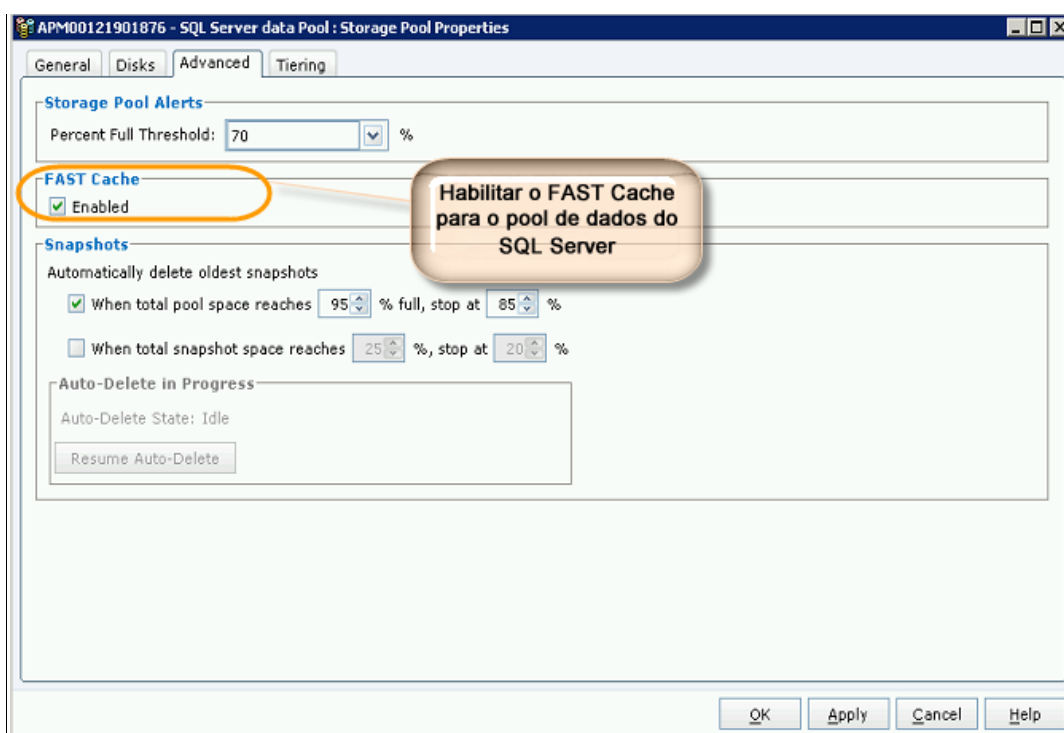 APM00121901876 - SQL Server data Pool : Storage Pool Properties
General Disks Advanced Tiering
Storage Pool Alerts
Percent Full Threshold: 70 %
FAST Cache
Enabled
Habilitar o FAST Cache
para o pool de dados do
SQL Server
Snapshots
Automatically delete oldest snapshots
When total pool space reaches 95 % full, stop at 85 %
When total snapshot space reaches 25 %, stop at 20 %
Auto-Delete in Progress
Auto-Delete State: Idle
Resume Auto-Delete
OK Apply Cancel Help